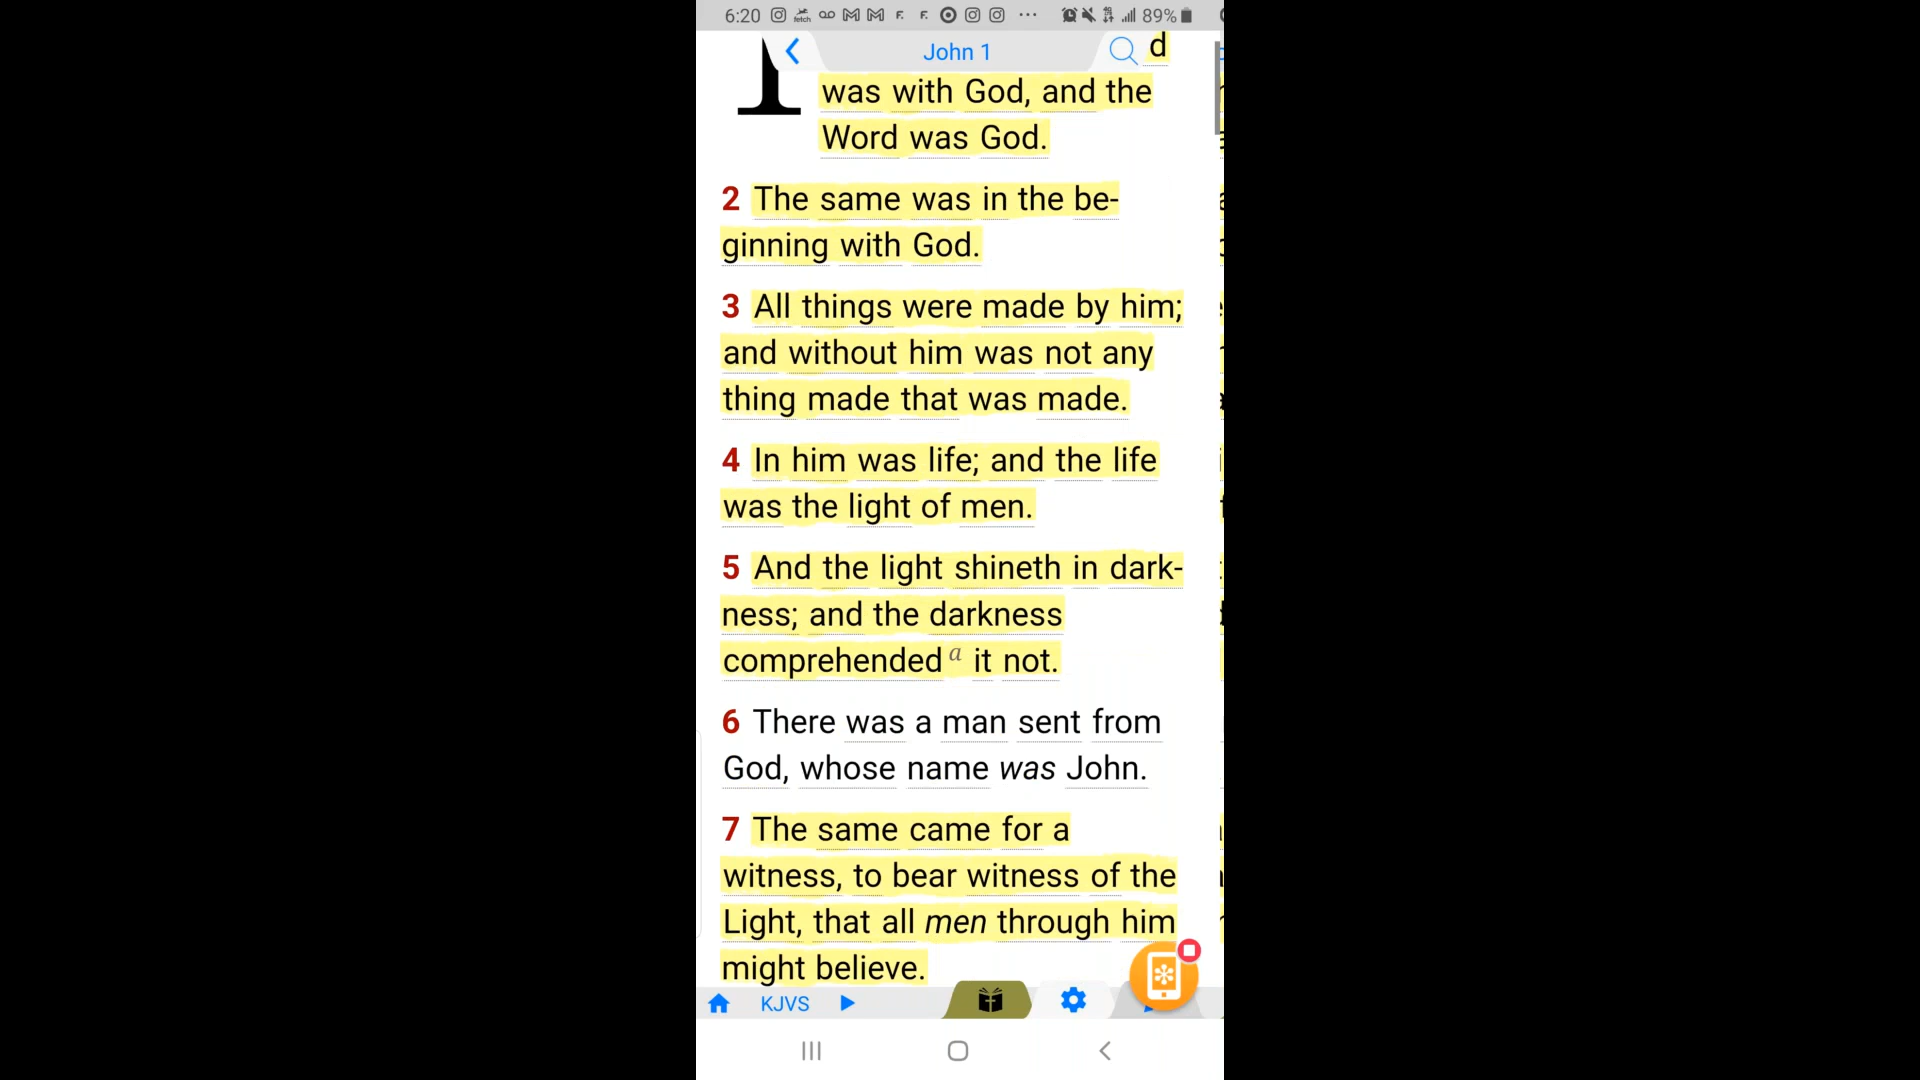 6:20 fetch 89%
John 1
d
was with God, and the
Word was God.
2 The same was in the be-
ginning with God.
3 All things were made by him;
and without him was not any
thing made that was made.
4 In him was life; and the life
was the light of men.
5 And the light shineth in dark-
ness; and the darkness
comprehended a it not.
6 There was a man sent from
God, whose name was John.
7 The same came for a
witness, to bear witness of the
Light, that all men through him
might believe.
KJVS